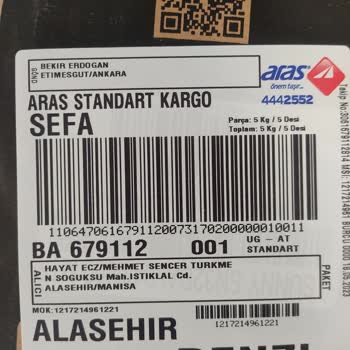 GÖND
BEKIR ERDOGAN
ETIMESGUT/ANKARA
aras
önem taşır...
4442552
ARAS STANDART KARGO
SEFA
Parça: 5 Kg / 5 Desi
Toplam: 5 Kg / 5 Desi
BA 679112 001
UG - AT
STANDART
ALICI
HAYAT ECZ/MEHMET SENCER TURKME
N SOGUKSU Mah.ISTIKLAL Cd.
ALASEHIR/MANISA
PAKET
MOK:1217214961221
1217214961221
ALASEHIR